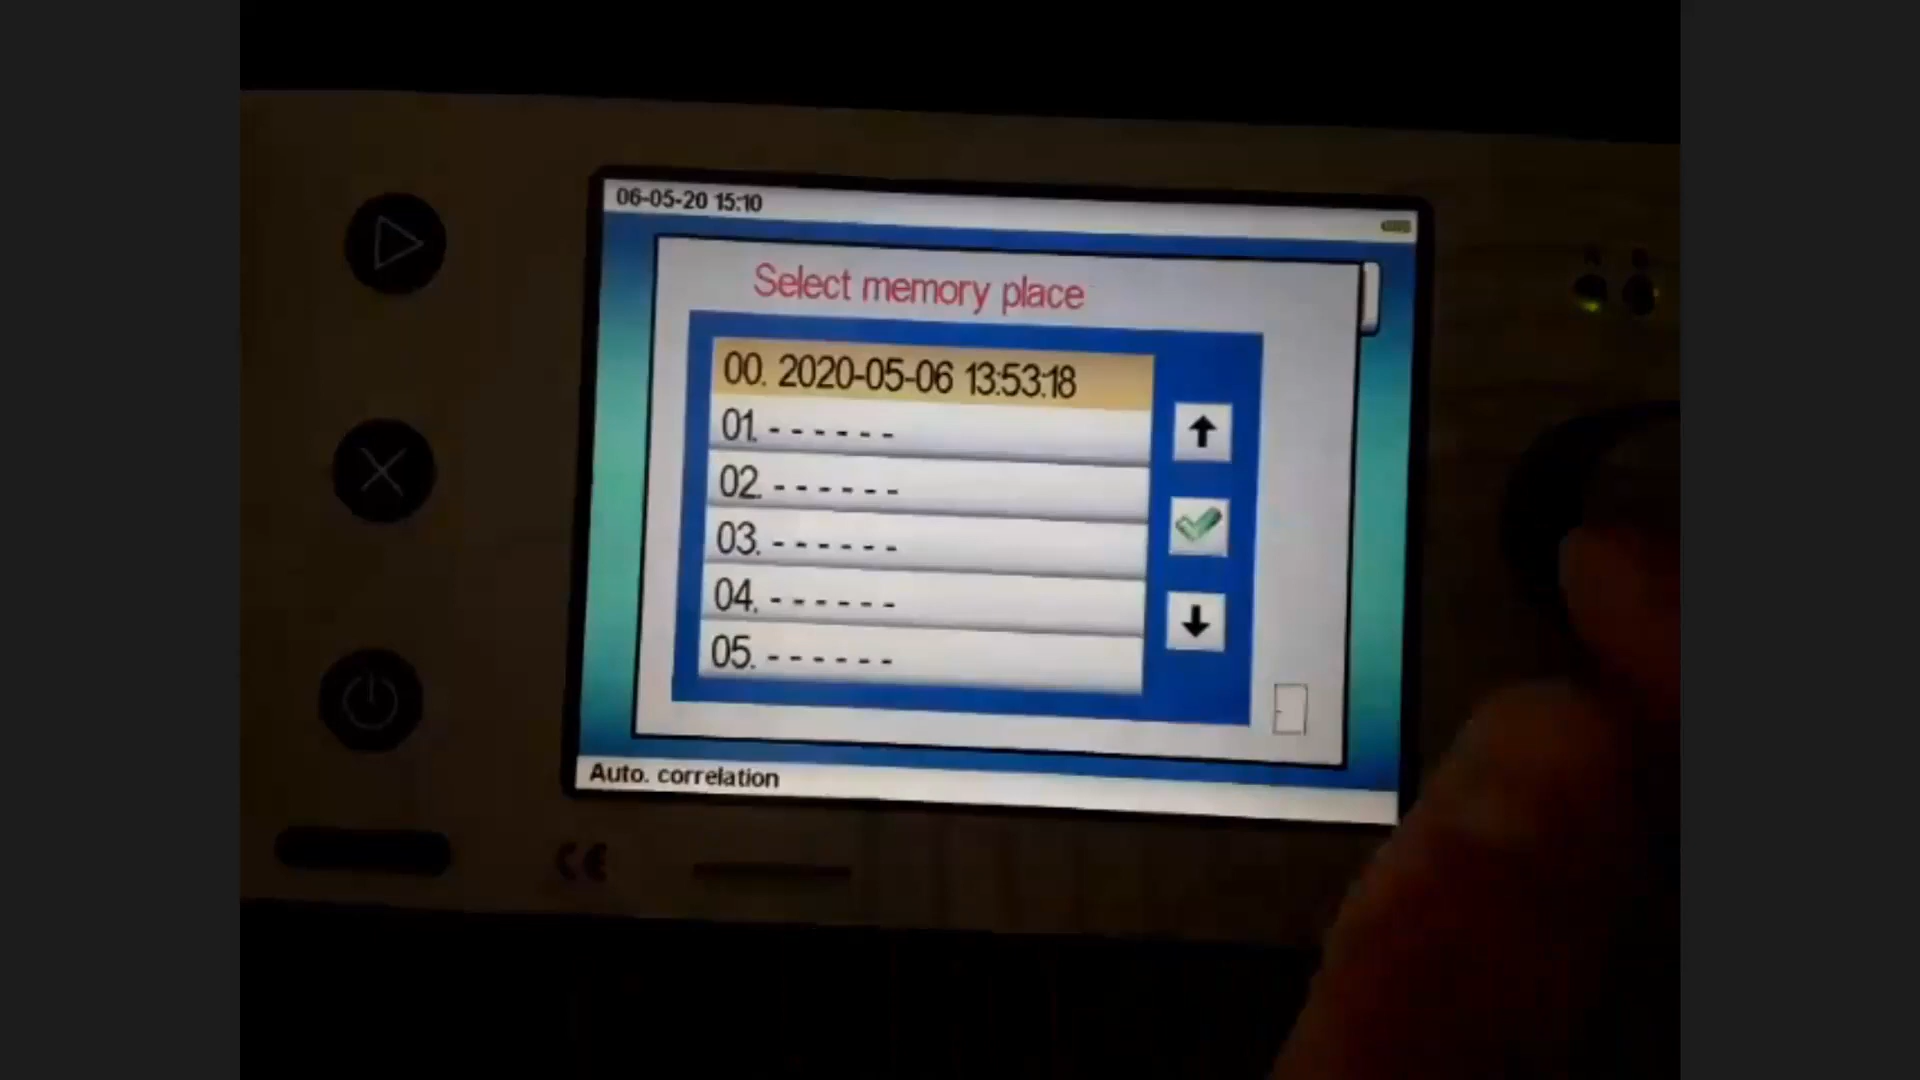 06-05-20 15:10
Select memory place
00. 2020-05-06 13:53:18
01. - - - - - -
02. - - - - - -
03. - - - - - -
04. - - - - - -
05. - - - - - -
Auto. correlation
CE